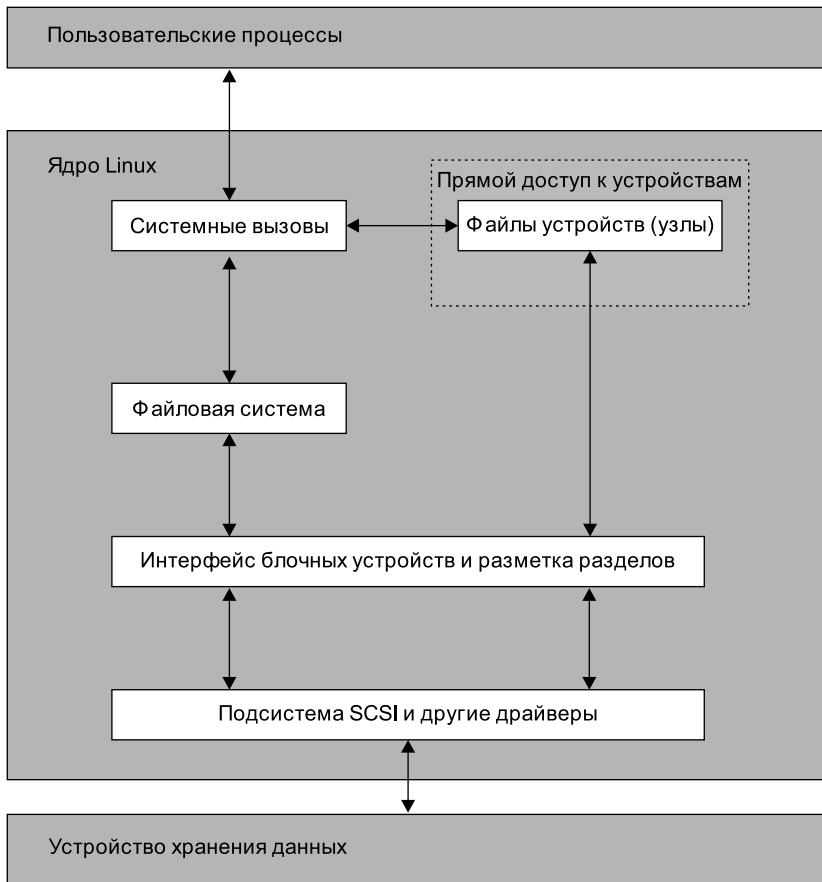 Пользовательские процессы
Ядро Linux
Прямой доступ к устройствам
Системные вызовы
Файлы устройств (узлы)
Файловая система
Интерфейс блочных устройств и разметка разделов
Подсистема SCSI и другие драйверы
Устройство хранения данных